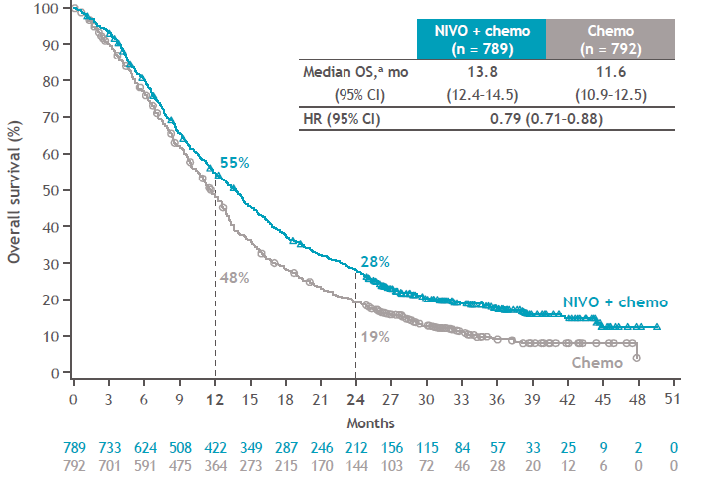 NIVO + chemo Chemo
(n = 789) (n = 792)
Median OS,ᵃ mo 13.8 11.6
(95% CI) (12.4-14.5) (10.9-12.5)
HR (95% CI) 0.79 (0.71-0.88)
Overall survival (%)
100
90
80
70
60
50
40
30
20
10
0
55%
48%
28%
19%
NIVO + chemo
Chemo
0 3 6 9 12 15 18 21 24 27 30 33 36 39 42 45 48 51
Months
789 733 624 508 422 349 287 246 212 156 115 84 57 33 25 9 2 0
792 701 591 475 364 273 215 170 144 103 72 46 28 20 12 6 0 0